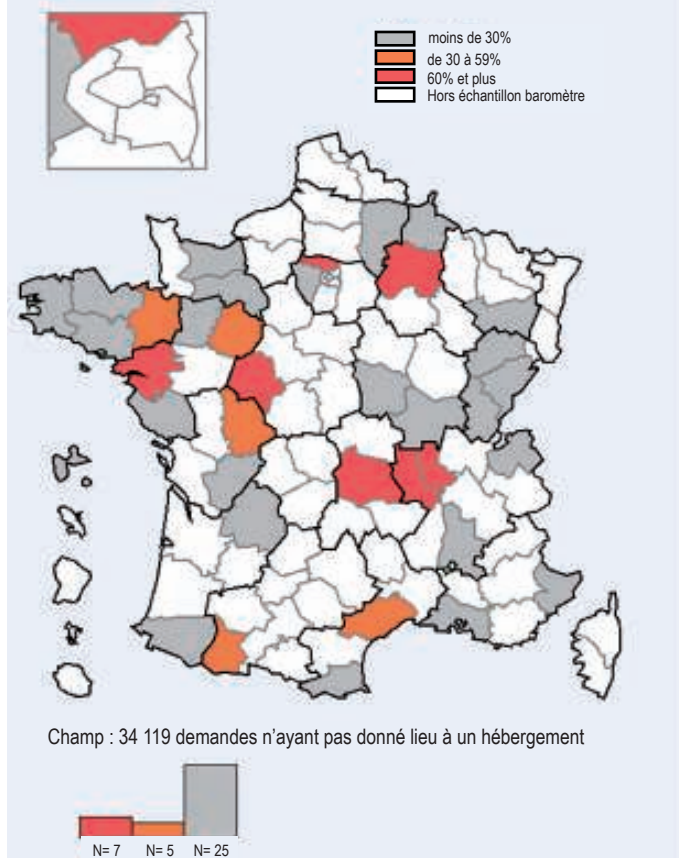 moins de 30%
de 30 à 59%
60% et plus
Hors échantillon baromètre
Champ : 34 119 demandes n'ayant pas donné lieu à un hébergement
N= 7 N= 5 N= 25